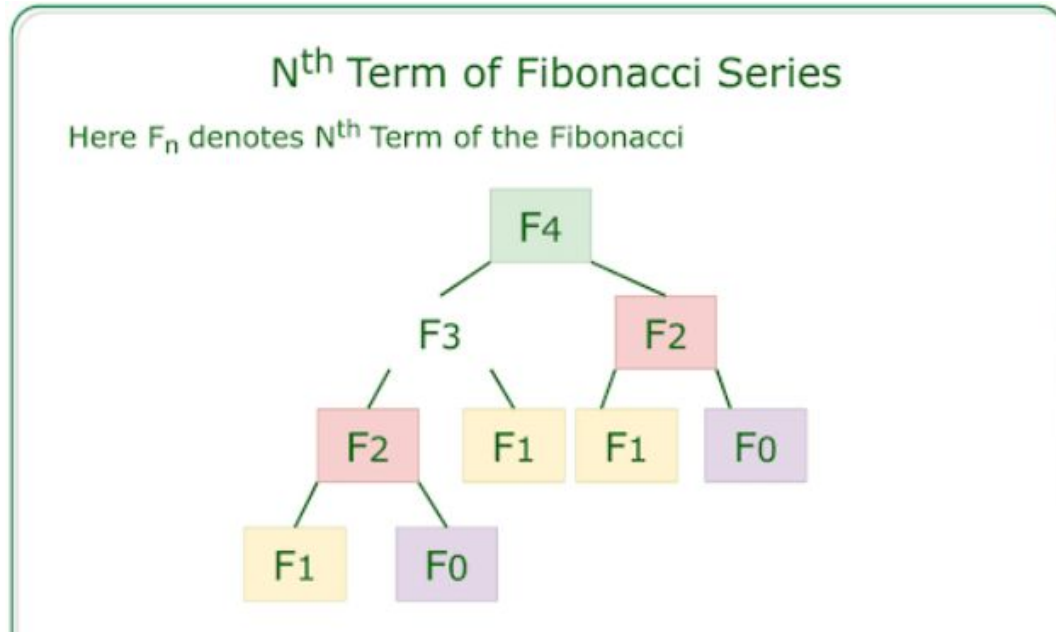 Nth Term of Fibonacci Series
Here Fn denotes Nth Term of the Fibonacci
F4
F3 F2
F2 F1 F1 F0
F1 F0